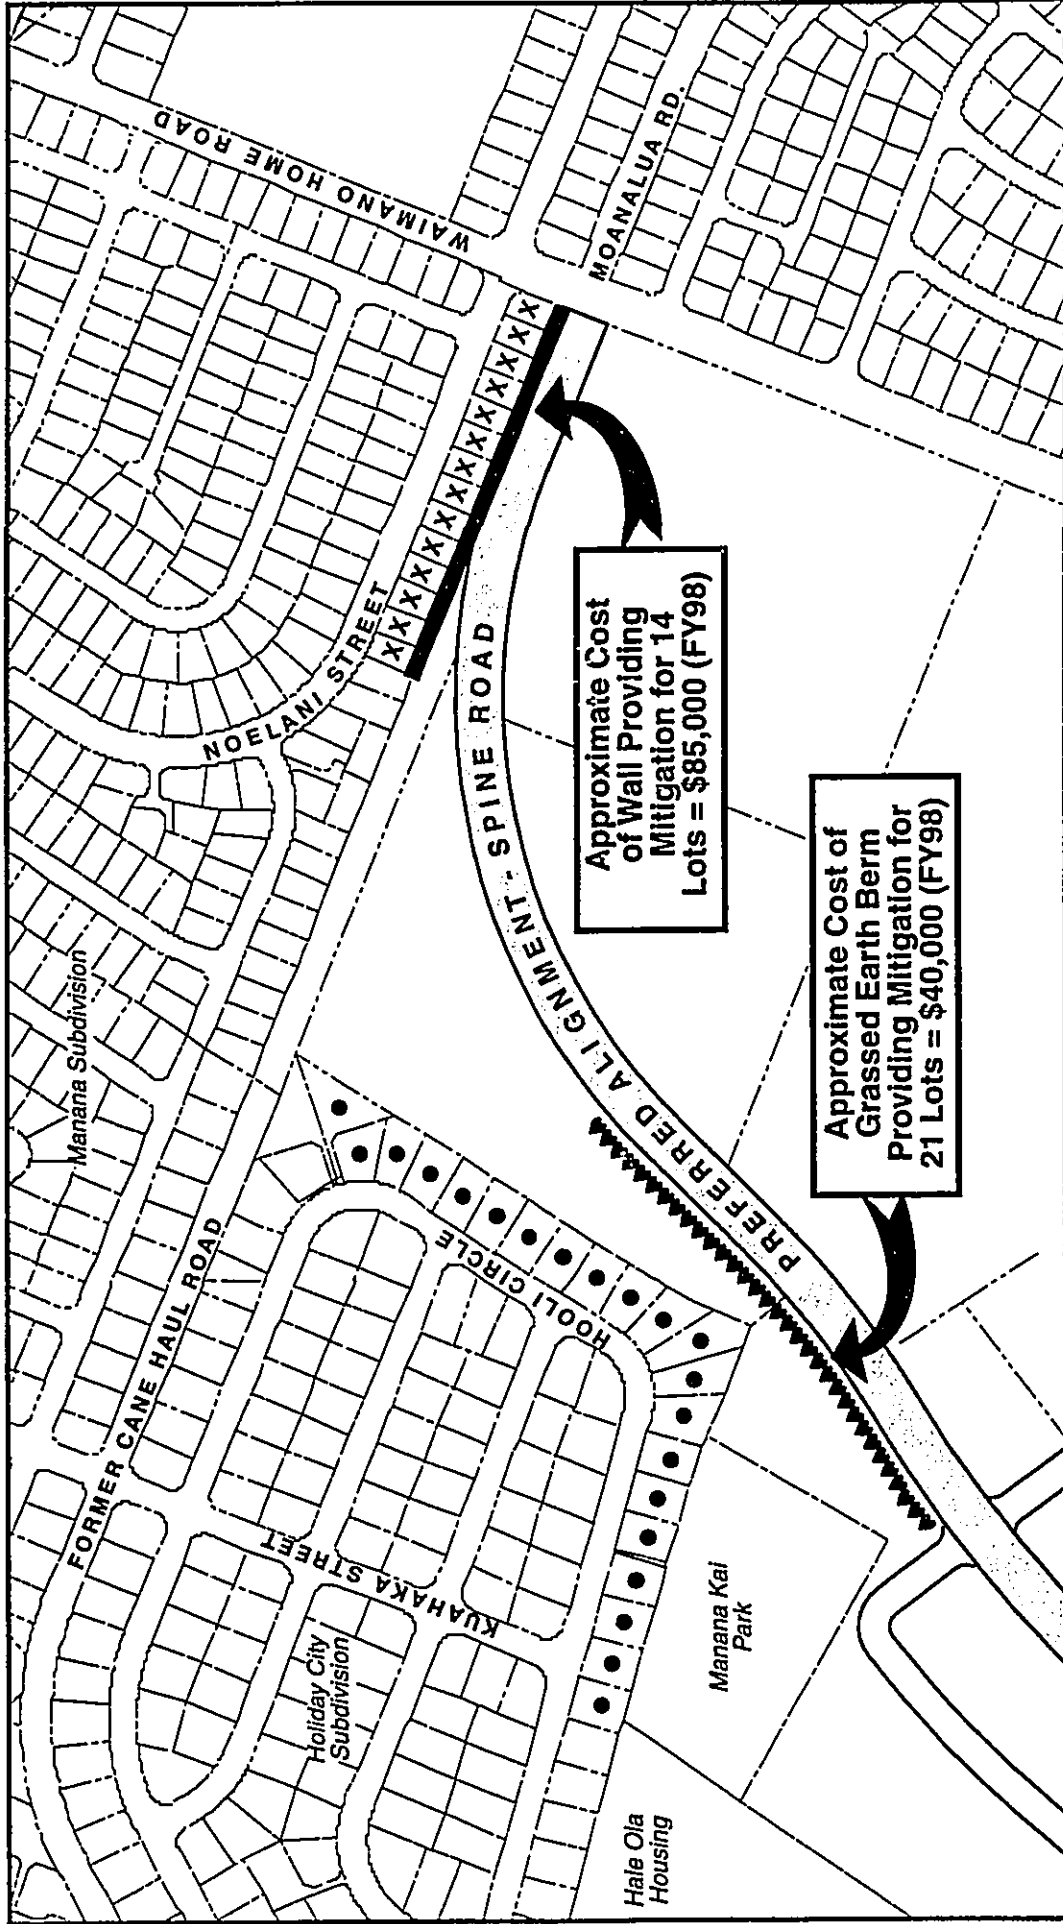 WAIMANO HOME ROAD
MOANALUA RD.
NOELANI STREET
X X X X X X X X X X X X X X
Manana Subdivision
FORMER CANE HAUL ROAD
HOOLI CIRCLE
KUAHAKA STREET
Holiday City
Subdivision
PREFERRED ALIGNMENT - SPINE ROAD
Approximate Cost
of Wall Providing
Mitigation for 14
Lots = $85,000 (FY98)
Approximate Cost of
Grassed Earth Berm
Providing Mitigation for
21 Lots = $40,000 (FY98)
Manana Kai
Park
Hale Ola
Housing